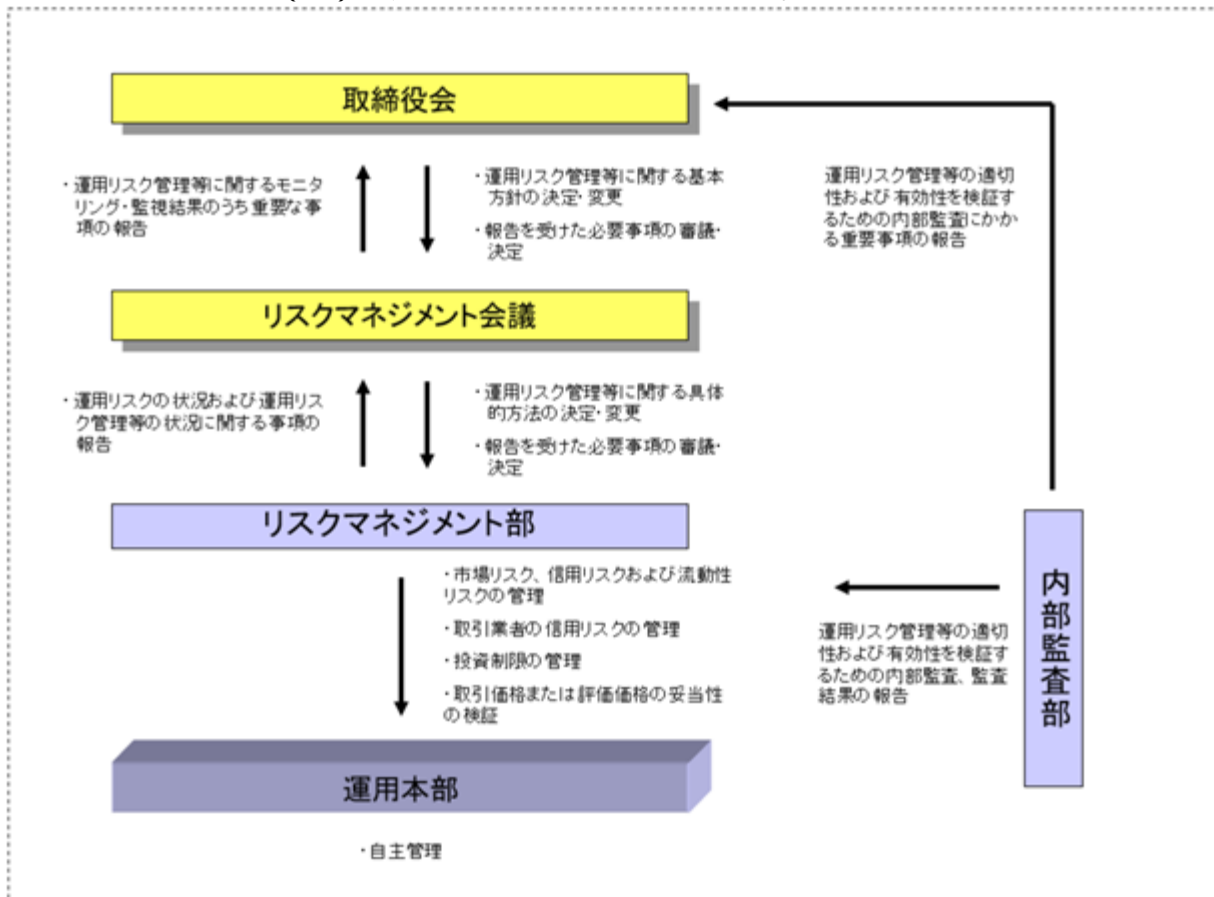 取締役会
・運用リスク管理等に関するモニタ
リング・監視結果のうち重要な事
項の報告
・運用リスク管理等に関する基本
方針の決定・変更
・報告を受けた必要事項の審議・
決定
運用リスク管理等の適切
性および有効性を検証す
るための内部監査にかか
る重要事項の報告
リスクマネジメント会議
・運用リスクの状況および運用リス
ク管理等の状況に関する事項の
報告
・運用リスク管理等に関する具体
的方法の決定・変更
・報告を受けた必要事項の審議・
決定
リスクマネジメント部
・市場リスク、信用リスクおよび流動性
リスクの管理
・取引業者の信用リスクの管理
・投資制限の管理
・取引価格または評価価格の妥当性
の検証
運用リスク管理等の適切
性および有効性を検証す
るための内部監査、監査
結果の報告
内部監査部
運用本部
・自主管理